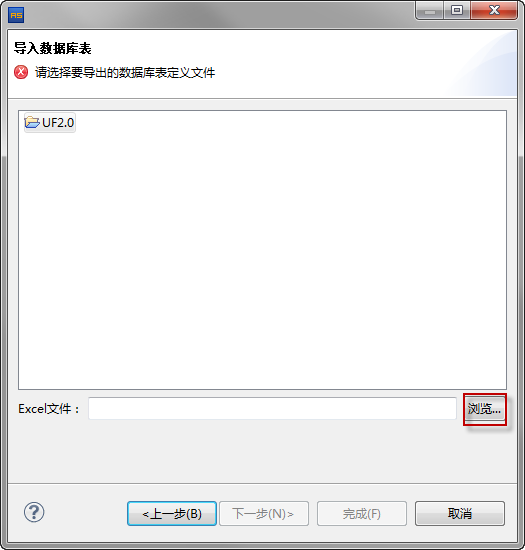 AS
导入数据库表
请选择要导出的数据库表定义文件
UF2.0
Excel文件：
浏览...
?
<上一步(B)
下一步(N)>
完成(F)
取消